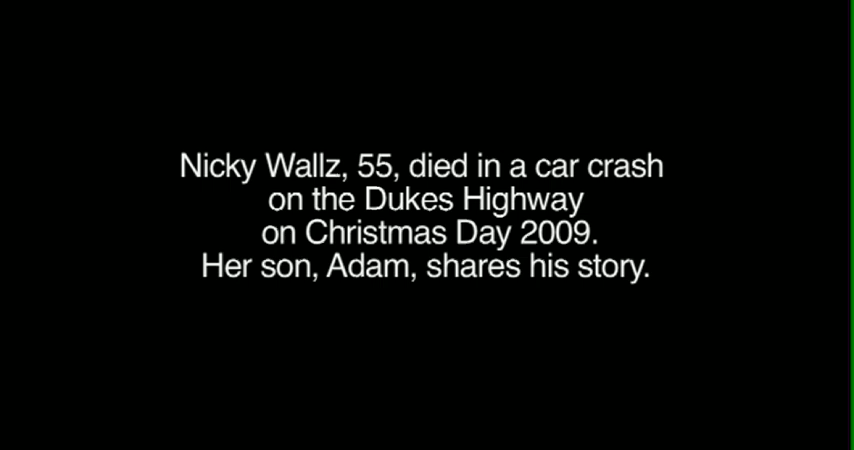 Nicky Wallz, 55, died in a car crash
on the Dukes Highway
on Christmas Day 2009.
Her son, Adam, shares his story.